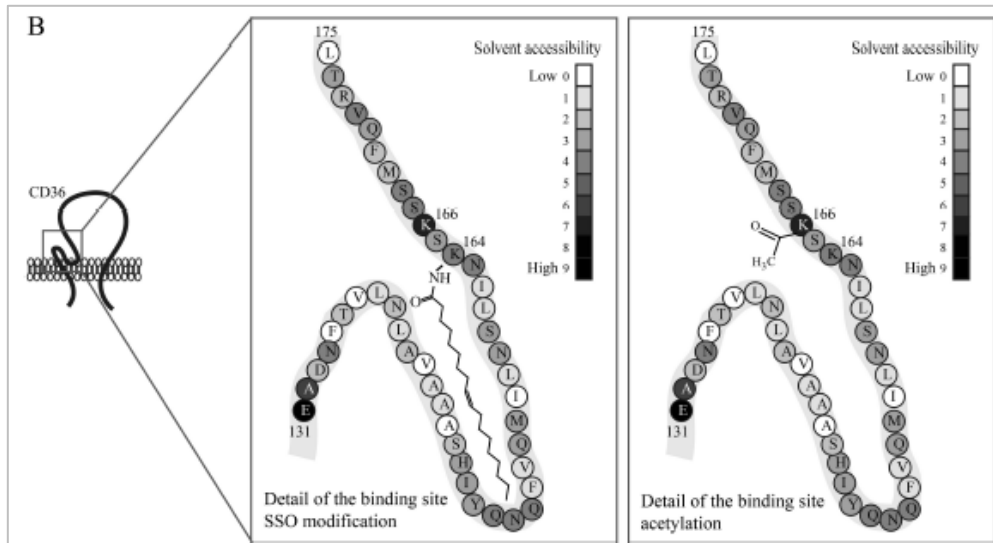 B
CD36
175
L T R V Q F M S S K S K N I L S N L I M Q V F Q N Q Y I H S A A A V A L N L V T F N D A E
166
164
NH
O
131
Solvent accessibility
Low 0
1
2
3
4
5
6
7
8
High 9
Detail of the binding site
SSO modification
175
L T R V Q F M S S K S K N I L S N L I M Q V F Q N Q Y I H S A A A V A L N L V T F N D A E
166
164
O
H₃C
131
Solvent accessibility
Low 0
1
2
3
4
5
6
7
8
High 9
Detail of the binding site
acetylation